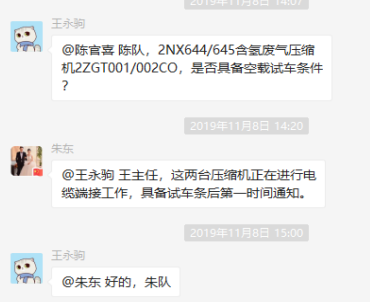 2019年11月8日 14:07
王永驹
@陈官喜 陈队，2NX644/645含氢废气压缩
机2ZGT001/002CO，是否具备空载试车条件
？
2019年11月8日 14:20
朱东
@王永驹 王主任，这两台压缩机正在进行电
缆端接工作，具备试车条后第一时间通知。
2019年11月8日 15:00
王永驹
@朱东 好的，朱队